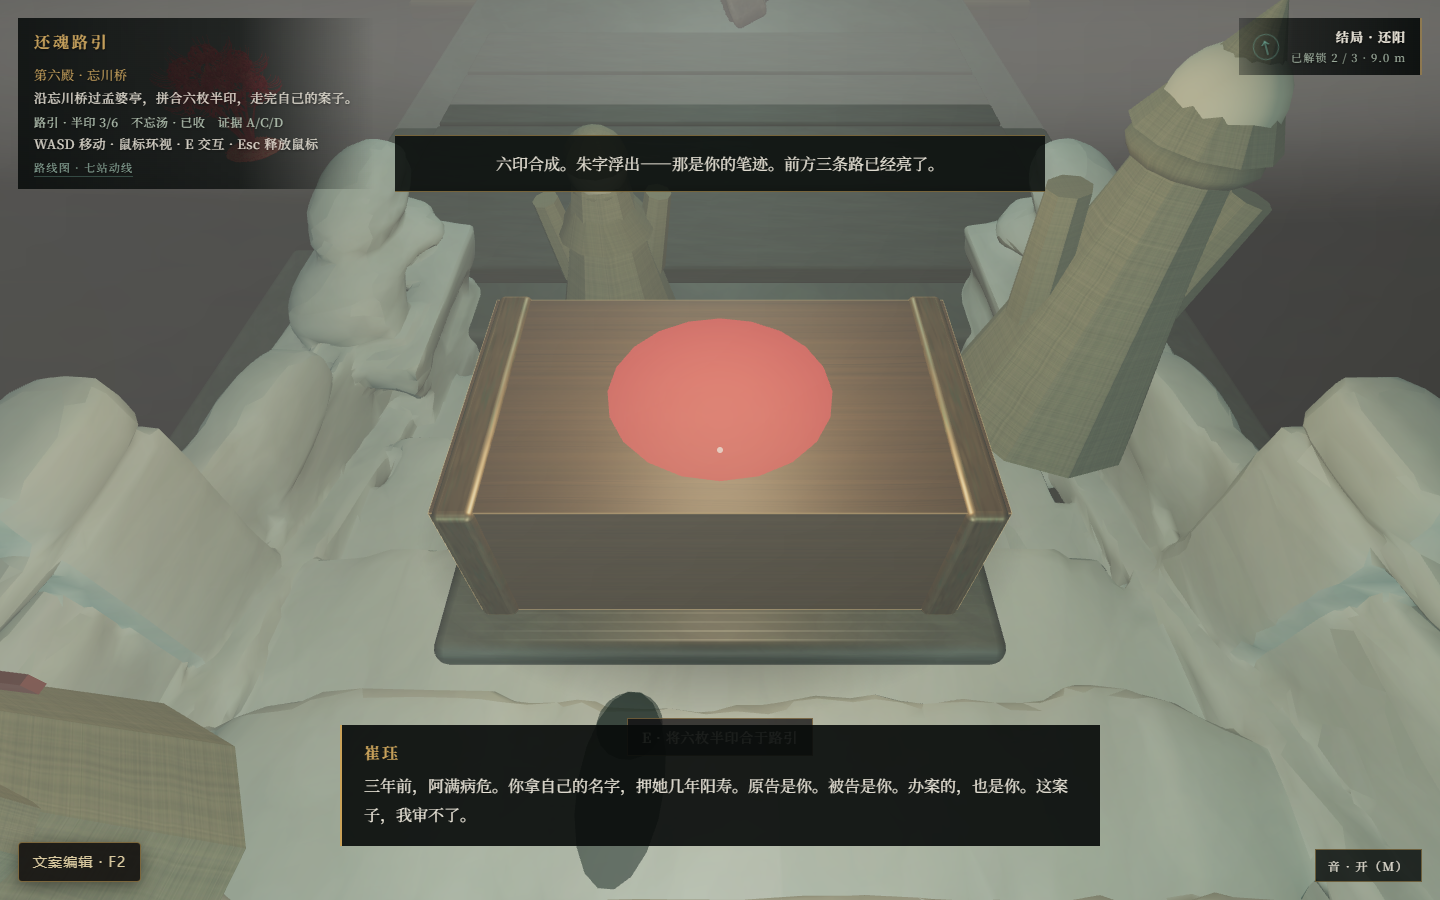 还魂路引
第六殿 · 忘川桥
沿忘川桥过孟婆亭，拼合六枚半印，走完自己的案子。
路引 · 半印 3/6 不忘汤 · 已收 证据 A/C/D
WASD 移动 · 鼠标环视 · E 交互 · Esc 释放鼠标
路线图 · 七站动线
结局 · 还阳
已解锁 2 / 3 · 9.0 m
六印合成。朱字浮出——那是你的笔迹。前方三条路已经亮了。
E · 将六枚半印合于路引
崔珏
三年前，阿满病危。你拿自己的名字，押她几年阳寿。原告是你。被告是你。办案的，也是你。这案
子，我审不了。
文案编辑 · F2
音 · 开（M）